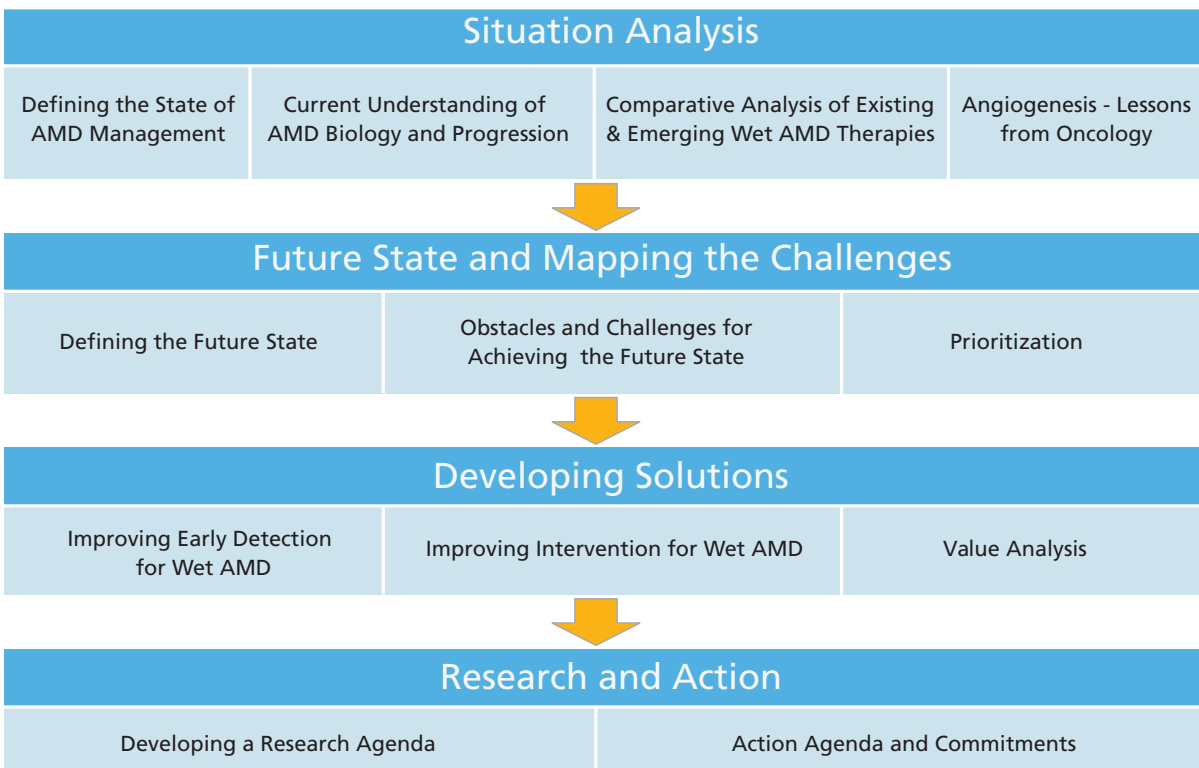 Situation Analysis
Defining the State of
AMD Management
Current Understanding of
AMD Biology and Progression
Comparative Analysis of Existing
& Emerging Wet AMD Therapies
Angiogenesis - Lessons
from Oncology
Future State and Mapping the Challenges
Defining the Future State
Obstacles and Challenges for
Achieving the Future State
Prioritization
Developing Solutions
Improving Early Detection
for Wet AMD
Improving Intervention for Wet AMD
Value Analysis
Research and Action
Developing a Research Agenda
Action Agenda and Commitments